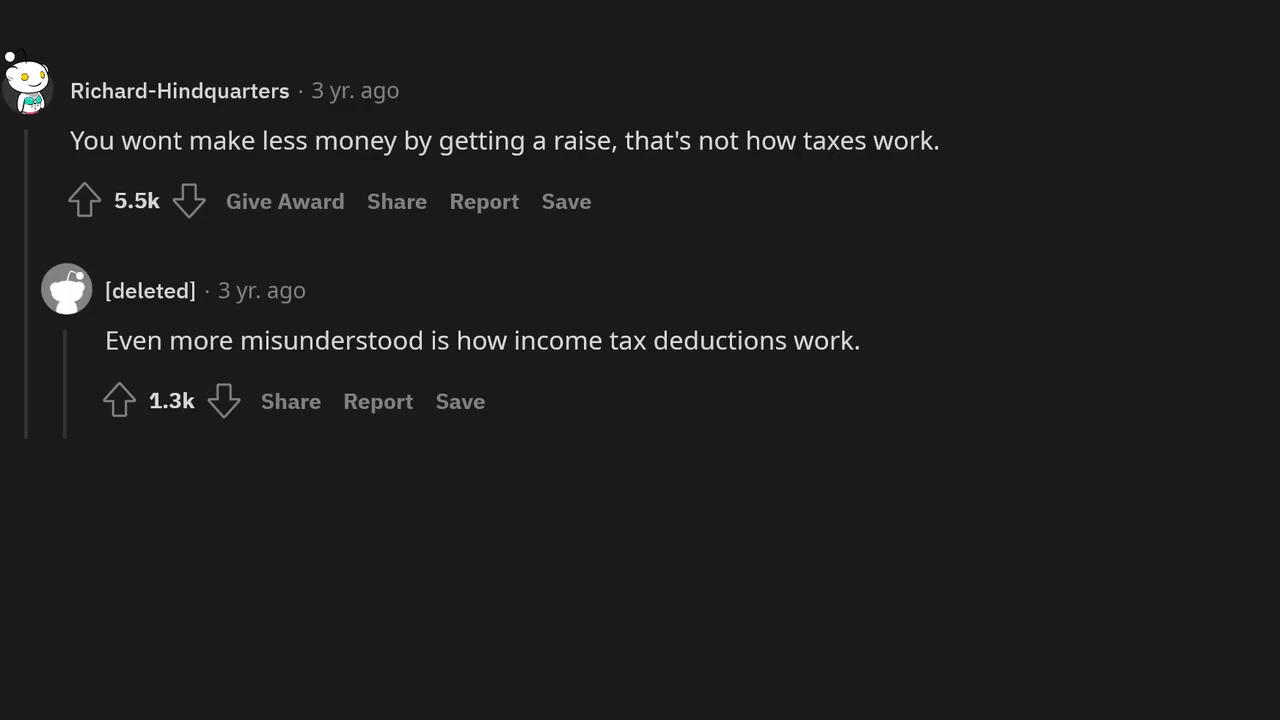 Richard-Hindquarters · 3 yr. ago
You wont make less money by getting a raise, that's not how taxes work.
5.5k Give Award Share Report Save
[deleted] · 3 yr. ago
Even more misunderstood is how income tax deductions work.
1.3k Share Report Save